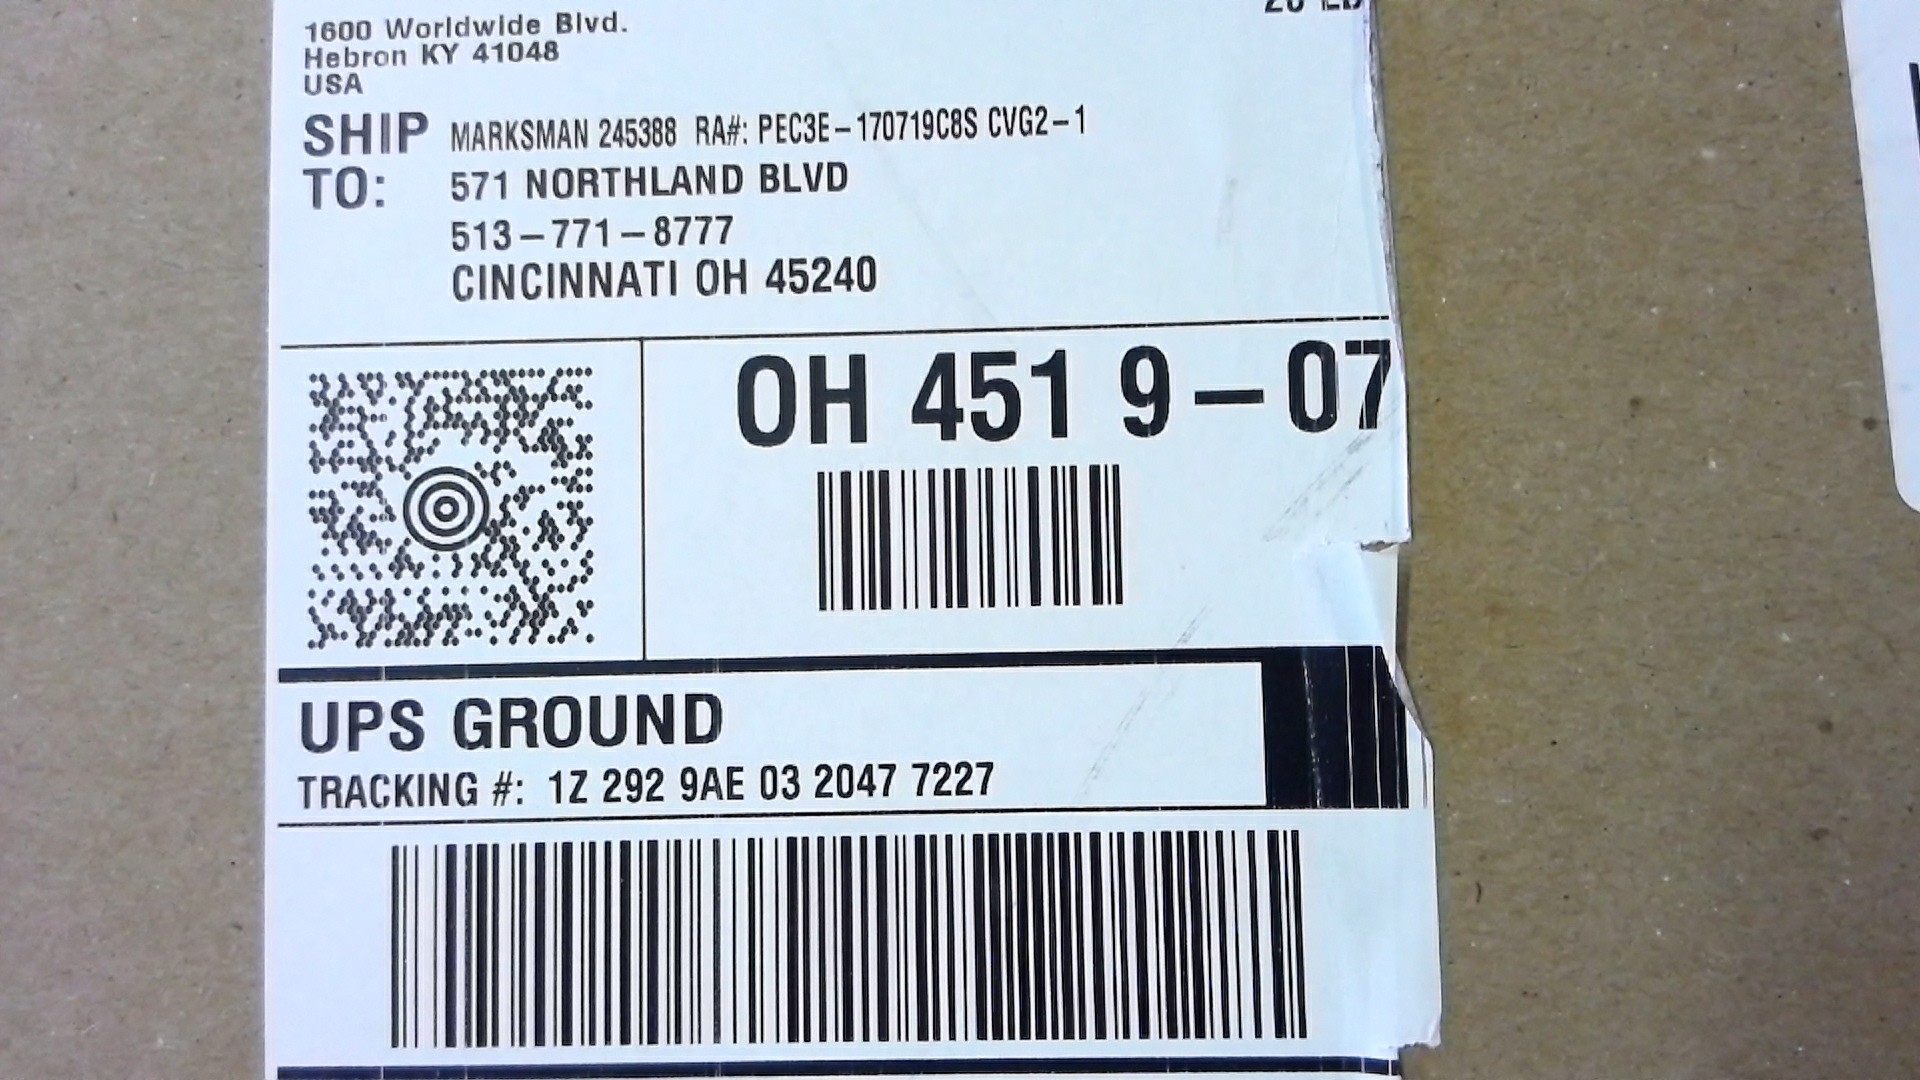 1600 Worldwide Blvd.
Hebron KY 41048
USA
SHIP TO: MARKSMAN 245388 RA#: PEC3E-170719C8S CVG2-1
571 NORTHLAND BLVD
513-771-8777
CINCINNATI OH 45240
OH 451 9-07
UPS GROUND
TRACKING #: 1Z 292 9AE 03 2047 7227